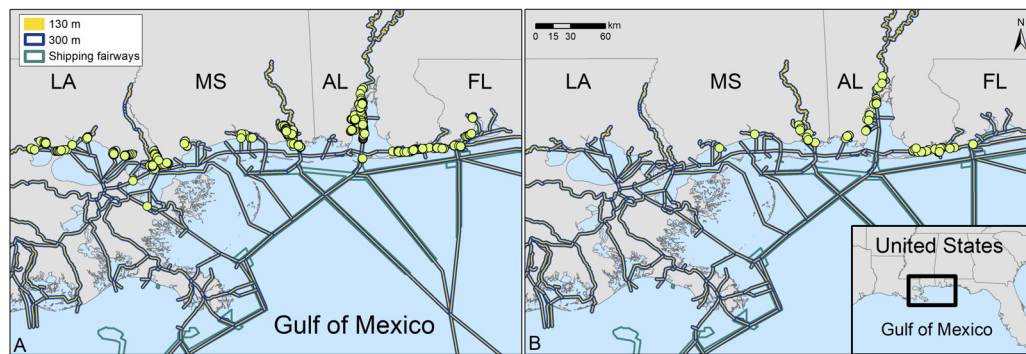 130 m
300 m
Shipping fairways
LA
MS
AL
FL
Gulf of Mexico
A
km
0 15 30 60
N
LA
MS
AL
FL
United States
Gulf of Mexico
B